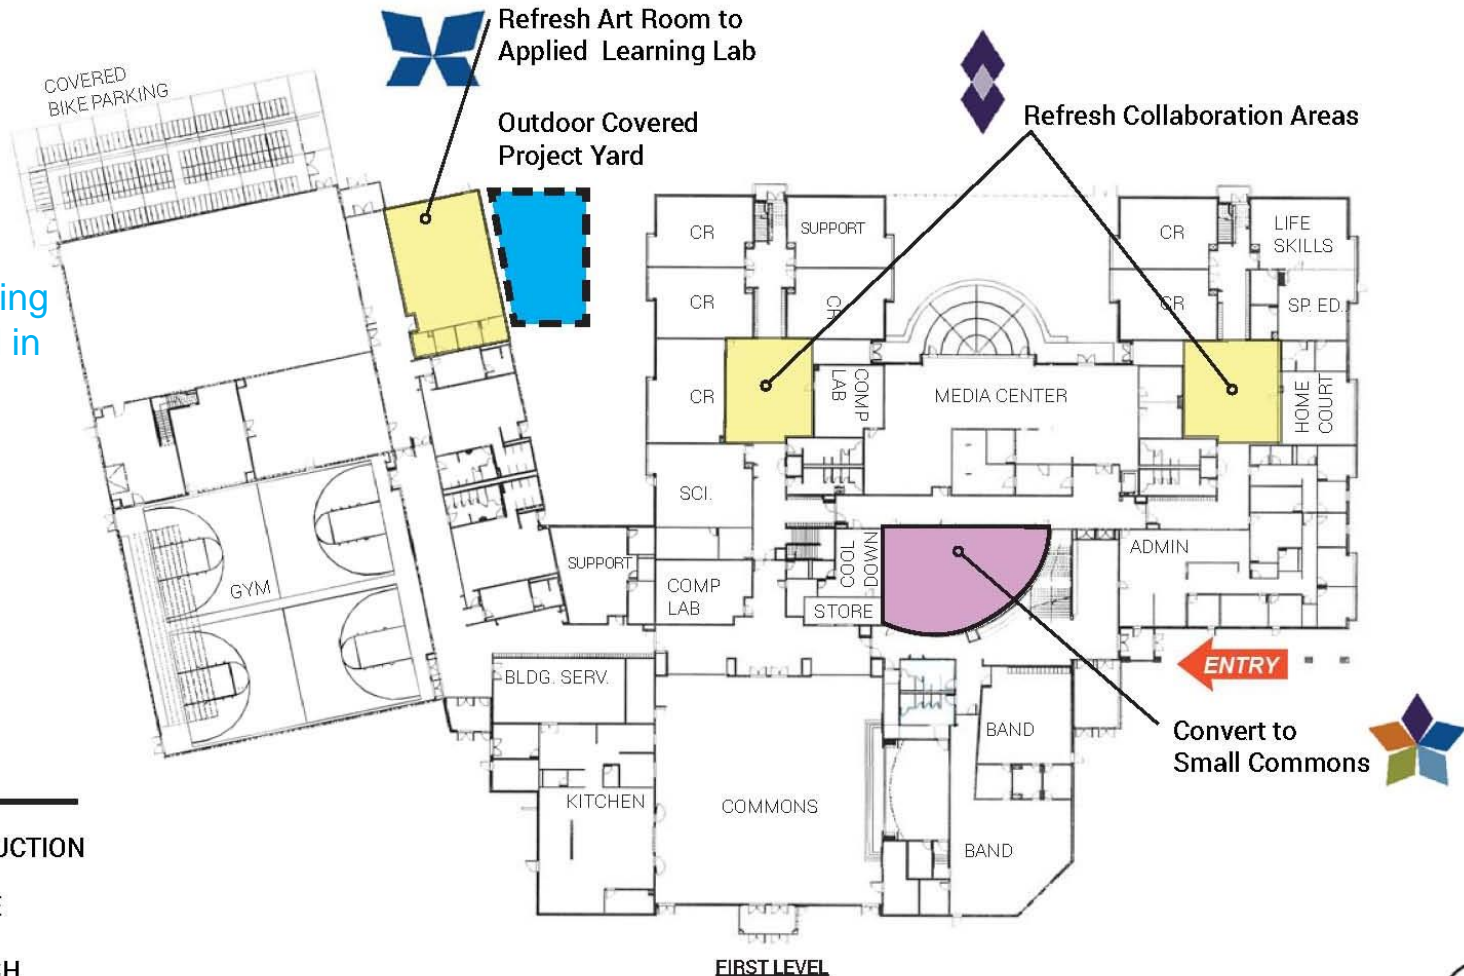 Refresh Art Room to
Applied Learning Lab
COVERED
BIKE PARKING
Outdoor Covered
Project Yard
Refresh Collaboration Areas
CR
SUPPORT
CR
LIFE
SKILLS
ing
in
CR
CR
CR
SP. ED.
CR
COMP
LAB
MEDIA CENTER
HOME
COURT
SCI.
GYM
SUPPORT
COMP
LAB
COOL
DOWN
STORE
ADMIN
ENTRY
BLDG. SERV.
BAND
Convert to
Small Commons
KITCHEN
COMMONS
BAND
UCTION
E
SH
FIRST LEVEL